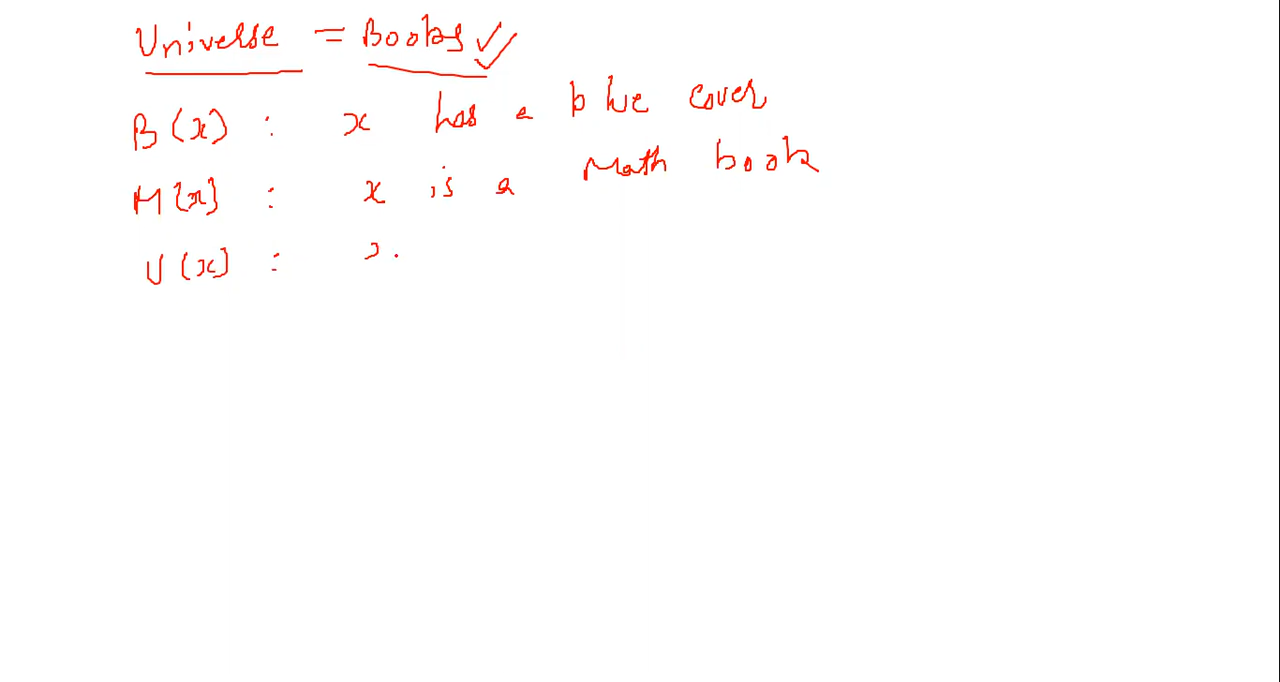 Universe = Books
B(x) : x has a blue cover
M(x) : x is a Math book
U(x) :